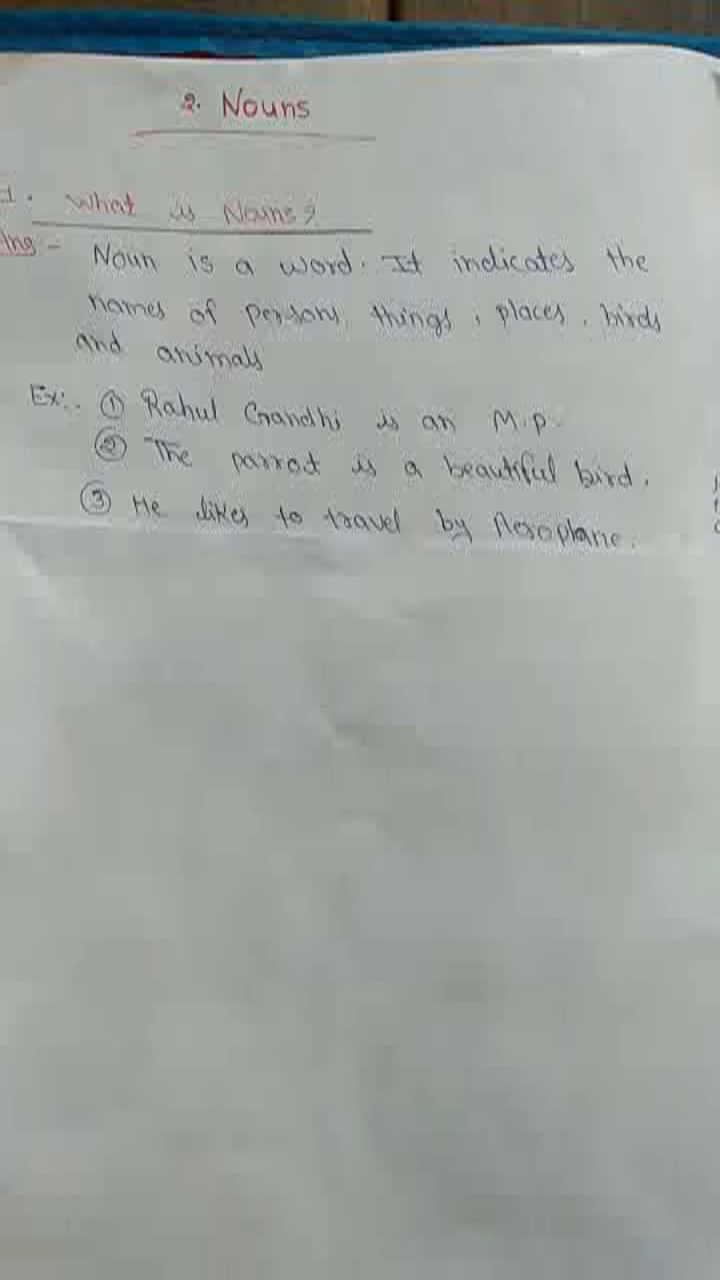 2. Nouns
1. What is Nouns?
Ans - Noun is a word. It indicates the
names of persons, things, places, birds
and animals
Ex:- ① Rahul Gandhi is an M.P.
② The parrot is a beautiful bird.
③ He likes to travel by Aeroplane.